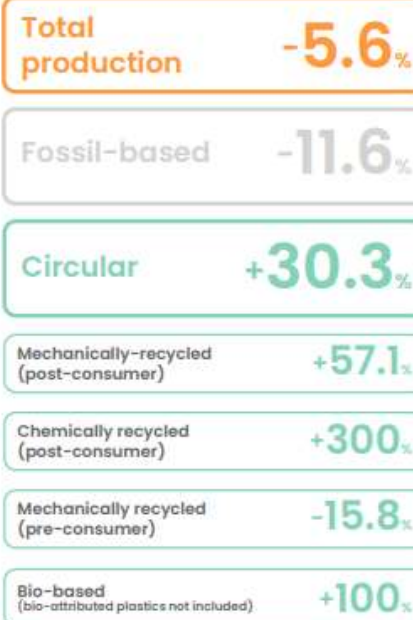 Total
production
-5.6%
Fossil-based
-11.6%
Circular
+30.3%
Mechanically-recycled
(post-consumer)
+57.1%
Chemically recycled
(post-consumer)
+300%
Mechanically recycled
(pre-consumer)
-15.8%
Bio-based
(bio-attributed plastics not included)
+100%